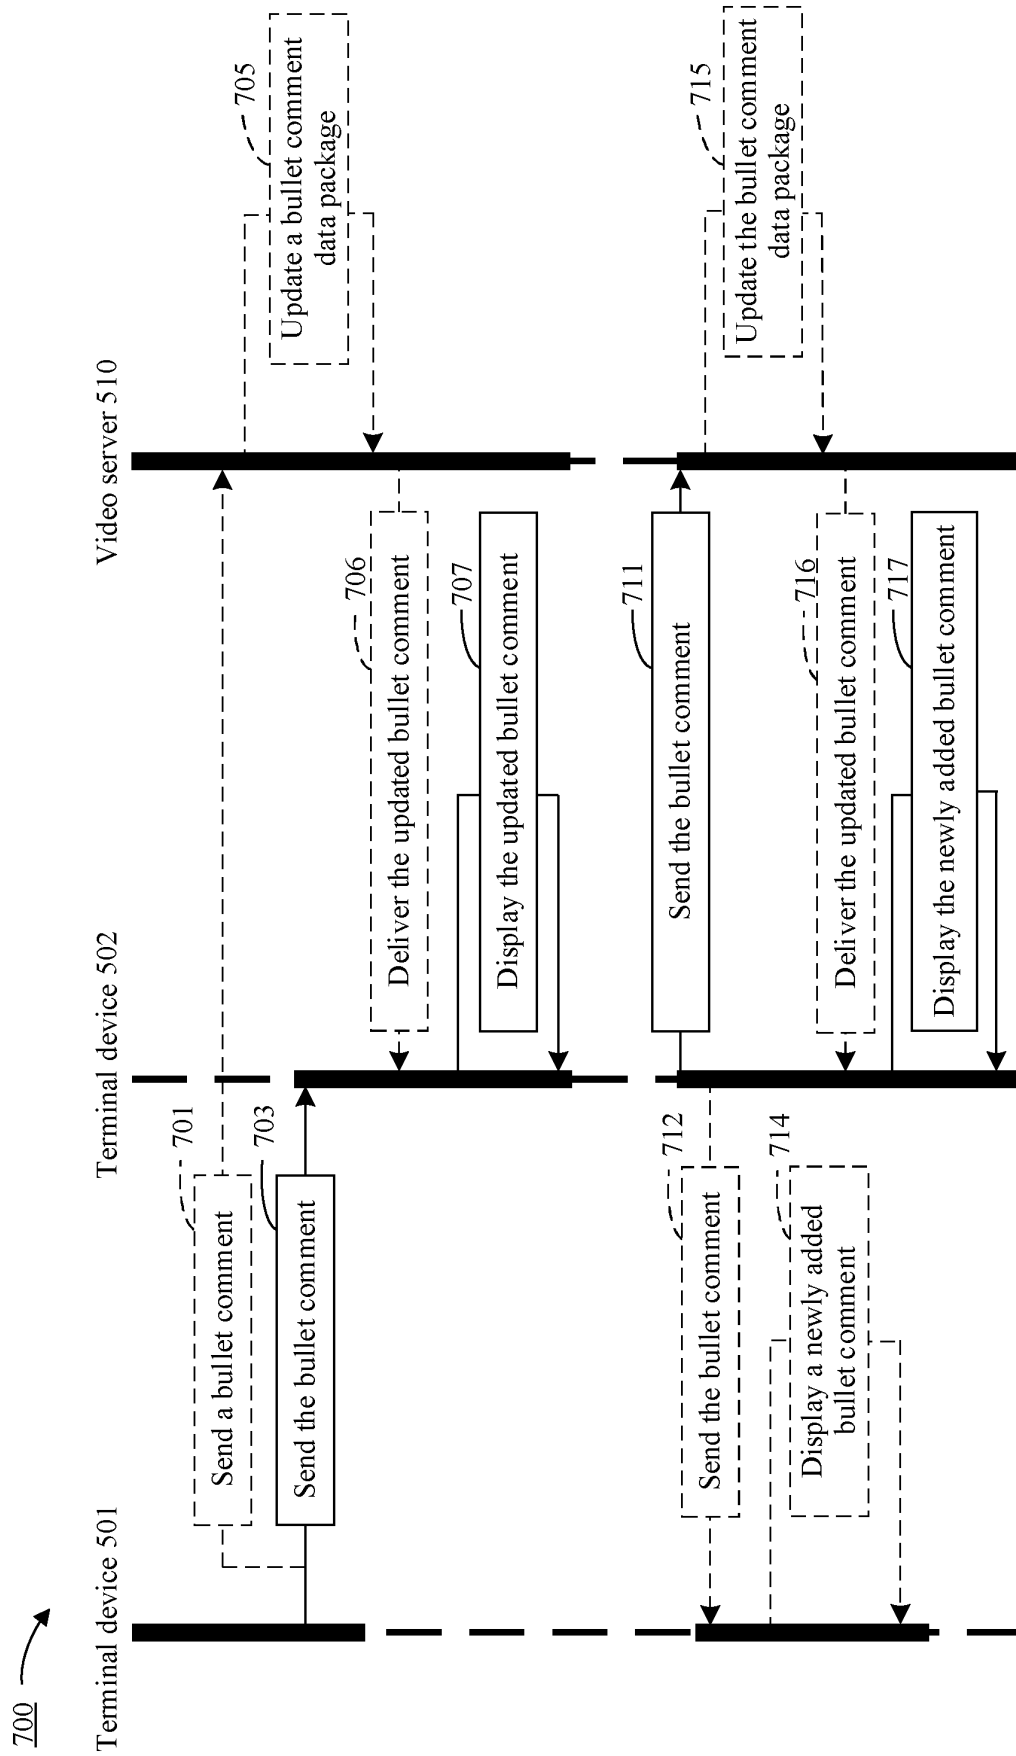 700
Terminal device 501
Terminal device 502
Video server 510
701
Send a bullet comment
703
Send the bullet comment
705
Update a bullet comment
data package
706
Deliver the updated bullet comment
707
Display the updated bullet comment
711
Send the bullet comment
712
Send the bullet comment
714
Display a newly added
bullet comment
715
Update the bullet comment
data package
716
Deliver the updated bullet comment
717
Display the newly added bullet comment